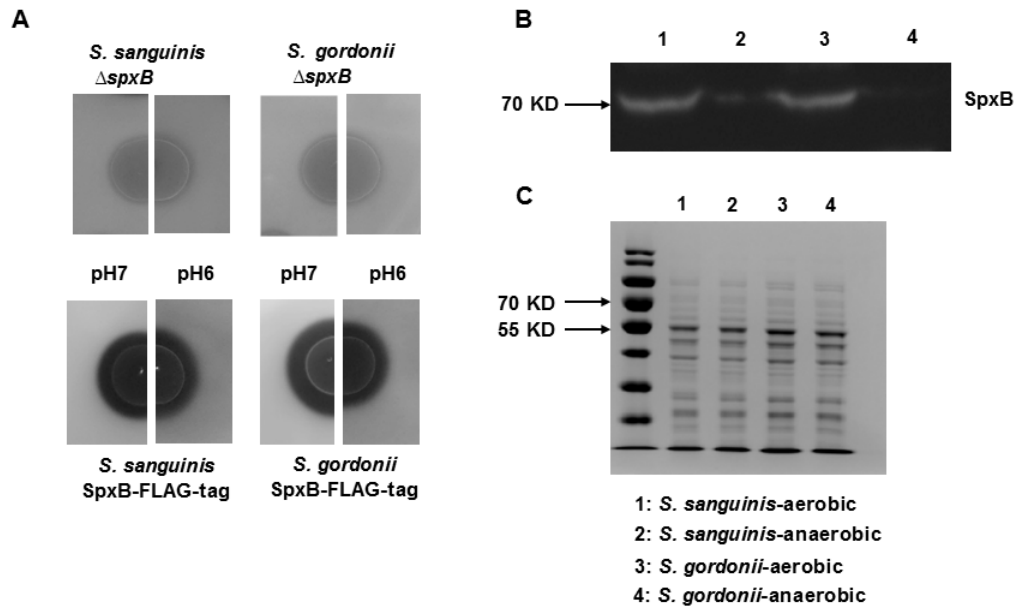 A
S. sanguinis
ΔspxB
S. gordonii
ΔspxB
pH7
pH6
pH7
pH6
S. sanguinis
SpxB-FLAG-tag
S. gordonii
SpxB-FLAG-tag
B
1
2
3
4
70 KD
SpxB
C
1
2
3
4
70 KD
55 KD
1: S. sanguinis-aerobic
2: S. sanguinis-anaerobic
3: S. gordonii-aerobic
4: S. gordonii-anaerobic